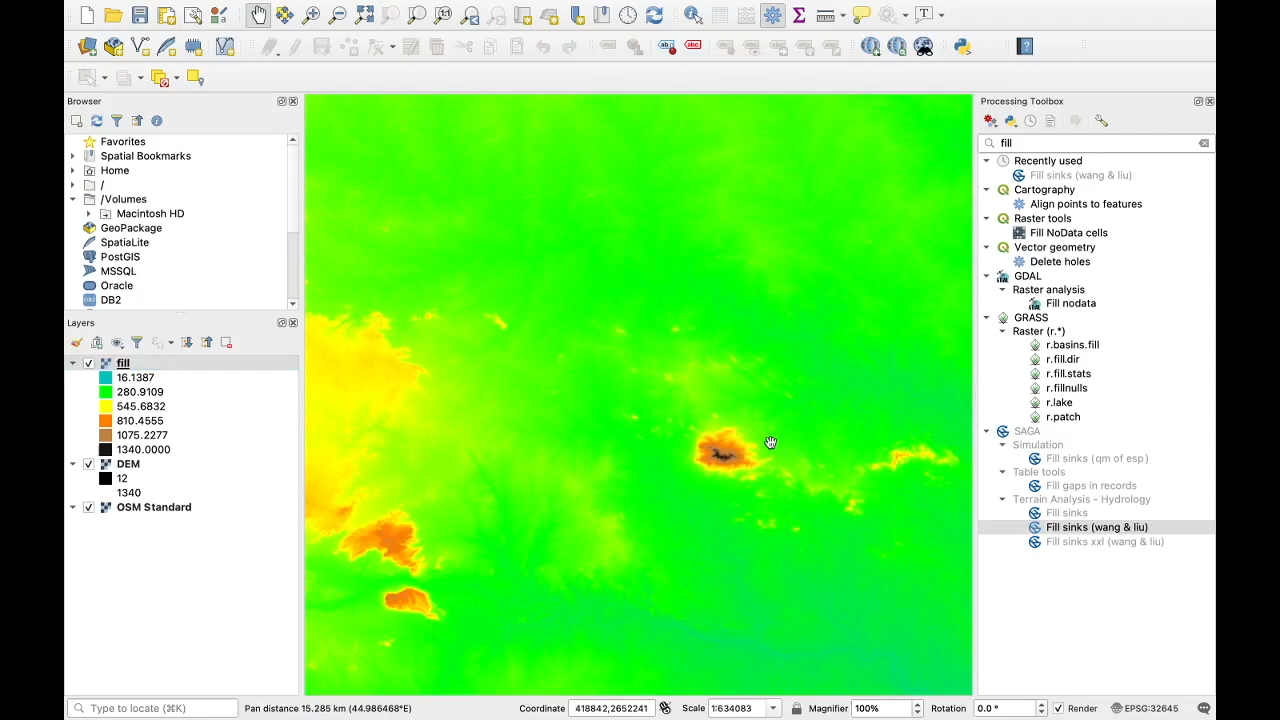 Browser
Favorites
Spatial Bookmarks
Home
/
/Volumes
Macintosh HD
GeoPackage
SpatiaLite
PostGIS
MSSQL
Oracle
DB2
Layers
fill
16.1387
280.9109
545.6832
810.4555
1075.2277
1340.0000
DEM
12
1340
OSM Standard
Processing Toolbox
fill
Recently used
Fill sinks (wang & liu)
Cartography
Align points to features
Raster tools
Fill NoData cells
Vector geometry
Delete holes
GDAL
Raster analysis
Fill nodata
GRASS
Raster (r.*)
r.basins.fill
r.fill.dir
r.fill.stats
r.fillnulls
r.lake
r.patch
SAGA
Simulation
Fill sinks (qm of esp)
Table tools
Fill gaps in records
Terrain Analysis - Hydrology
Fill sinks
Fill sinks (wang & liu)
Fill sinks xxl (wang & liu)
Type to locate (⌘K)
Pan distance 15.285 km (44.986468°E)
Coordinate 418842,2652241
Scale 1:634083
Magnifier 100%
Rotation 0.0 °
Render
EPSG:32645